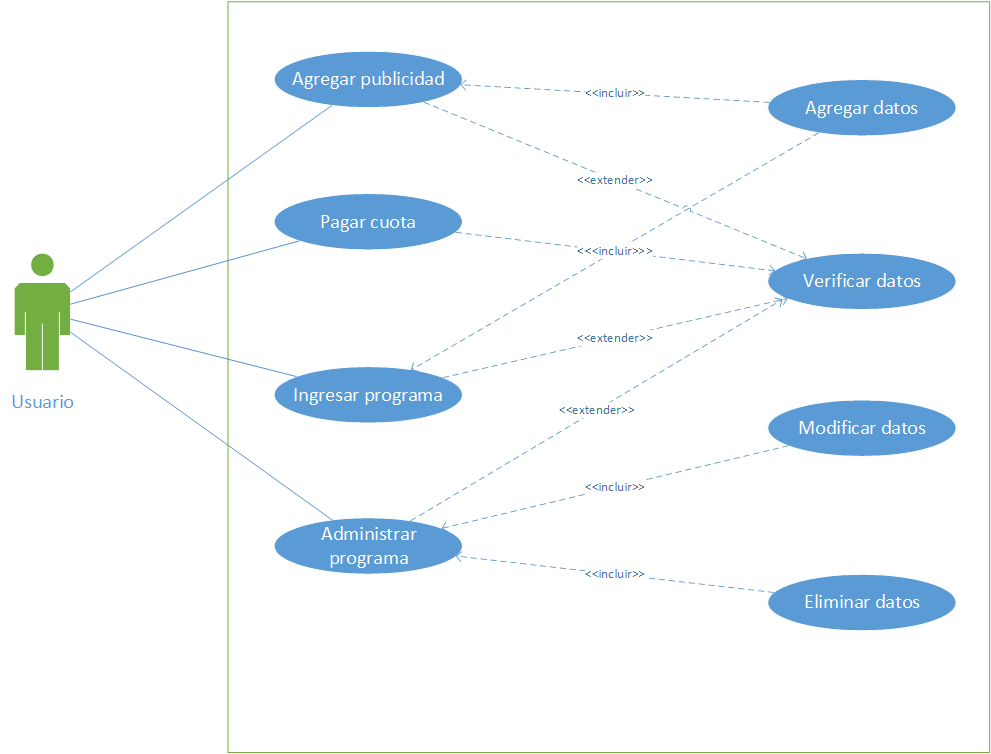 Agregar publicidad
<<incluir>>
Agregar datos
<<extender>>
Pagar cuota
<<<incluir>>>
Verificar datos
<<extender>>
Ingresar programa
Usuario
<<extender>>
Modificar datos
<<incluir>>
Administrar
programa
<<incluir>>
Eliminar datos